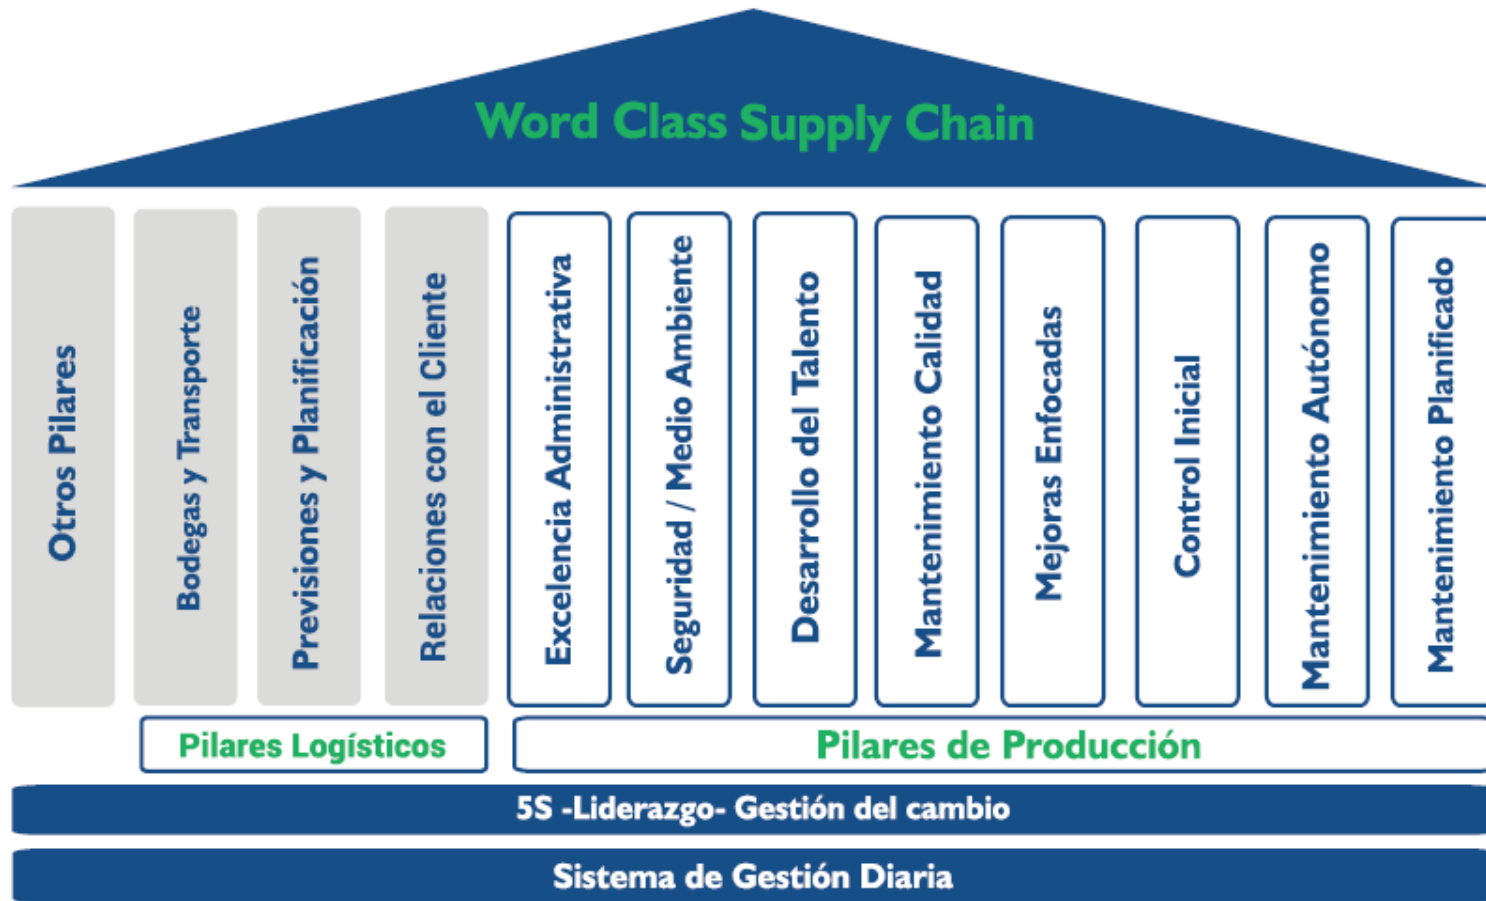 Word Class Supply Chain
Otros Pilares
Bodegas y Transporte
Previsiones y Planificación
Relaciones con el Cliente
Excelencia Administrativa
Seguridad / Medio Ambiente
Desarrollo del Talento
Mantenimiento Calidad
Mejoras Enfocadas
Control Inicial
Mantenimiento Autónomo
Mantenimiento Planificado
Pilares Logísticos
Pilares de Producción
5S -Liderazgo- Gestión del cambio
Sistema de Gestión Diaria